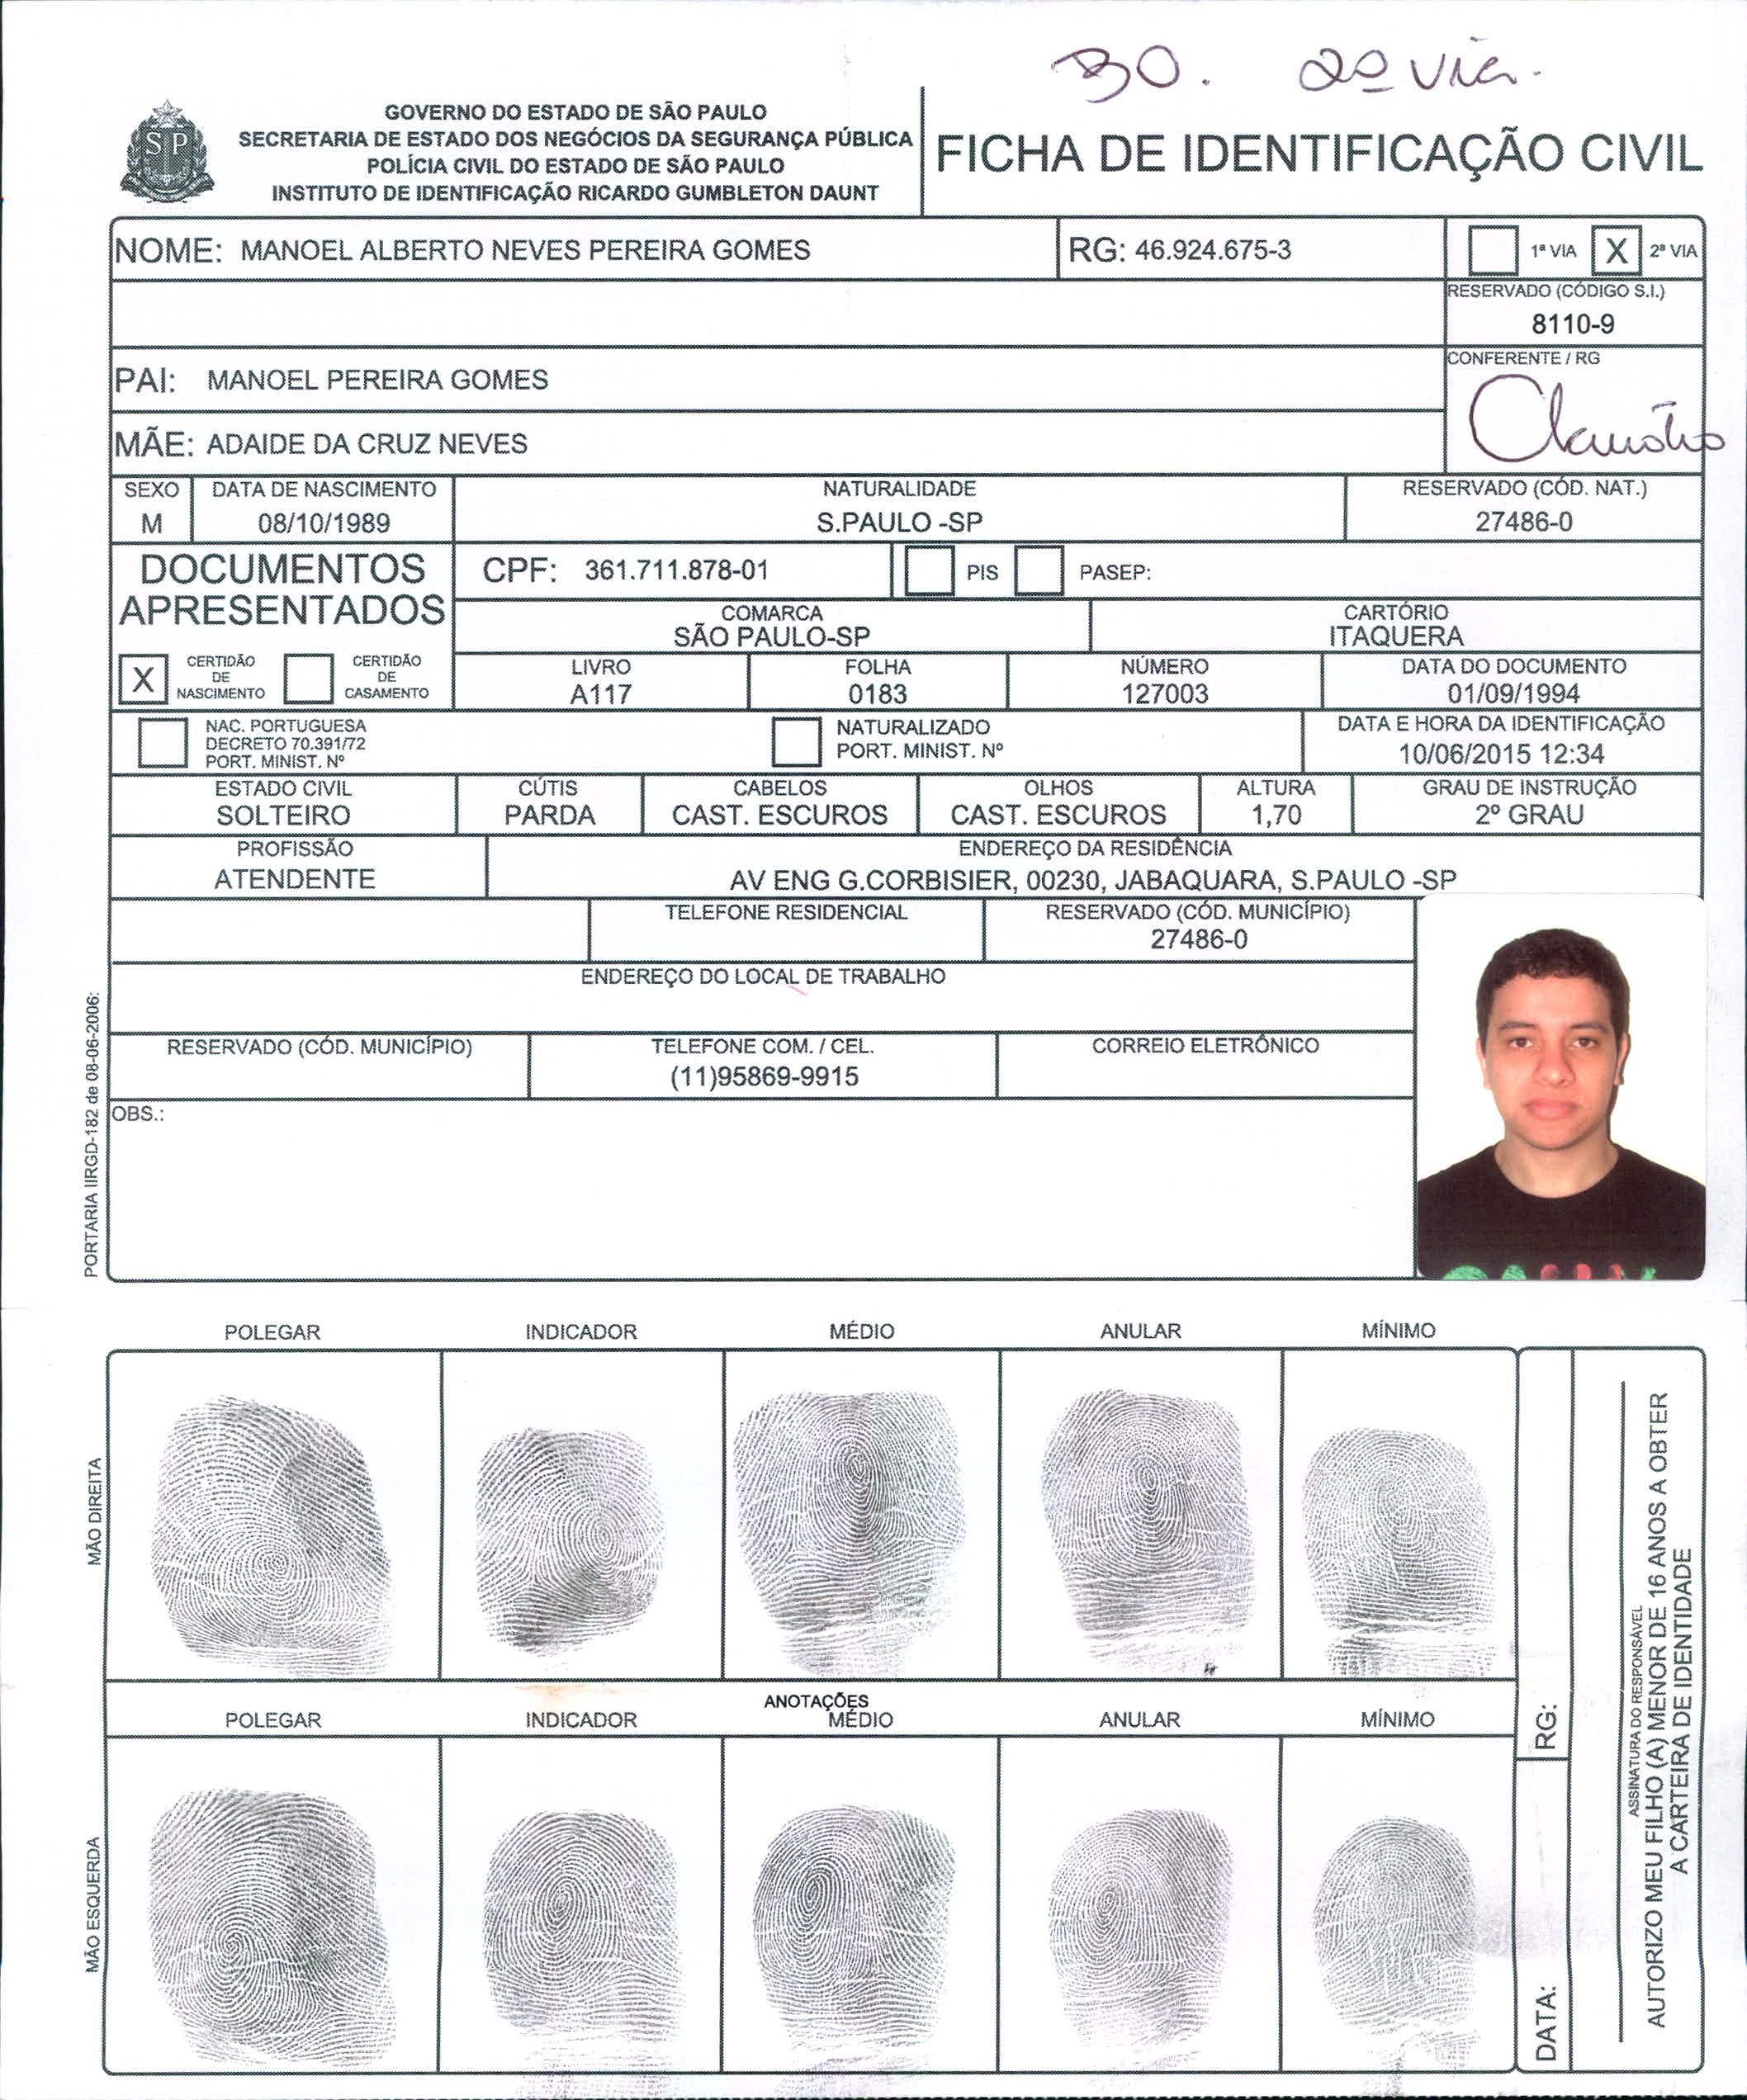 BO. 2º via.
GOVERNO DO ESTADO DE SÃO PAULO
SECRETARIA DE ESTADO DOS NEGÓCIOS DA SEGURANÇA PÚBLICA
POLÍCIA CIVIL DO ESTADO DE SÃO PAULO
INSTITUTO DE IDENTIFICAÇÃO RICARDO GUMBLETON DAUNT
SP
FICHA DE IDENTIFICAÇÃO CIVIL
NOME: MANOEL ALBERTO NEVES PEREIRA GOMES
RG: 46.924.675-3
1ª VIA X 2ª VIA
RESERVADO (CÓDIGO S.I.)
8110-9
PAI: MANOEL PEREIRA GOMES
CONFERENTE / RG
MÃE: ADAIDE DA CRUZ NEVES
SEXO
M
DATA DE NASCIMENTO
08/10/1989
NATURALIDADE
S.PAULO -SP
RESERVADO (CÓD. NAT.)
27486-0
DOCUMENTOS
APRESENTADOS
CPF: 361.711.878-01
PIS PASEP:
COMARCA
SÃO PAULO-SP
CARTÓRIO
ITAQUERA
X CERTIDÃO
DE
NASCIMENTO
CERTIDÃO
DE
CASAMENTO
LIVRO
A117
FOLHA
0183
NÚMERO
127003
DATA DO DOCUMENTO
01/09/1994
NAC. PORTUGUESA
DECRETO 70.391/72
PORT. MINIST. Nº
NATURALIZADO
PORT. MINIST. Nº
DATA E HORA DA IDENTIFICAÇÃO
10/06/2015 12:34
ESTADO CIVIL
SOLTEIRO
CÚTIS
PARDA
CABELOS
CAST. ESCUROS
OLHOS
CAST. ESCUROS
ALTURA
1,70
GRAU DE INSTRUÇÃO
2º GRAU
PROFISSÃO
ATENDENTE
ENDEREÇO DA RESIDÊNCIA
AV ENG G.CORBISIER, 00230, JABAQUARA, S.PAULO -SP
TELEFONE RESIDENCIAL
RESERVADO (CÓD. MUNICÍPIO)
27486-0
ENDEREÇO DO LOCAL DE TRABALHO
RESERVADO (CÓD. MUNICÍPIO)
TELEFONE COM. / CEL.
(11)95869-9915
CORREIO ELETRÔNICO
OBS.:
PORTARIA IIRGD-182 de 08-06-2006:
POLEGAR INDICADOR MÉDIO ANULAR MÍNIMO
MÃO DIREITA
ANOTAÇÕES
POLEGAR INDICADOR MÉDIO ANULAR MÍNIMO
MÃO ESQUERDA
RG:
DATA:
ASSINATURA DO RESPONSÁVEL
AUTORIZO MEU FILHO (A) MENOR DE 16 ANOS A OBTER
A CARTEIRA DE IDENTIDADE